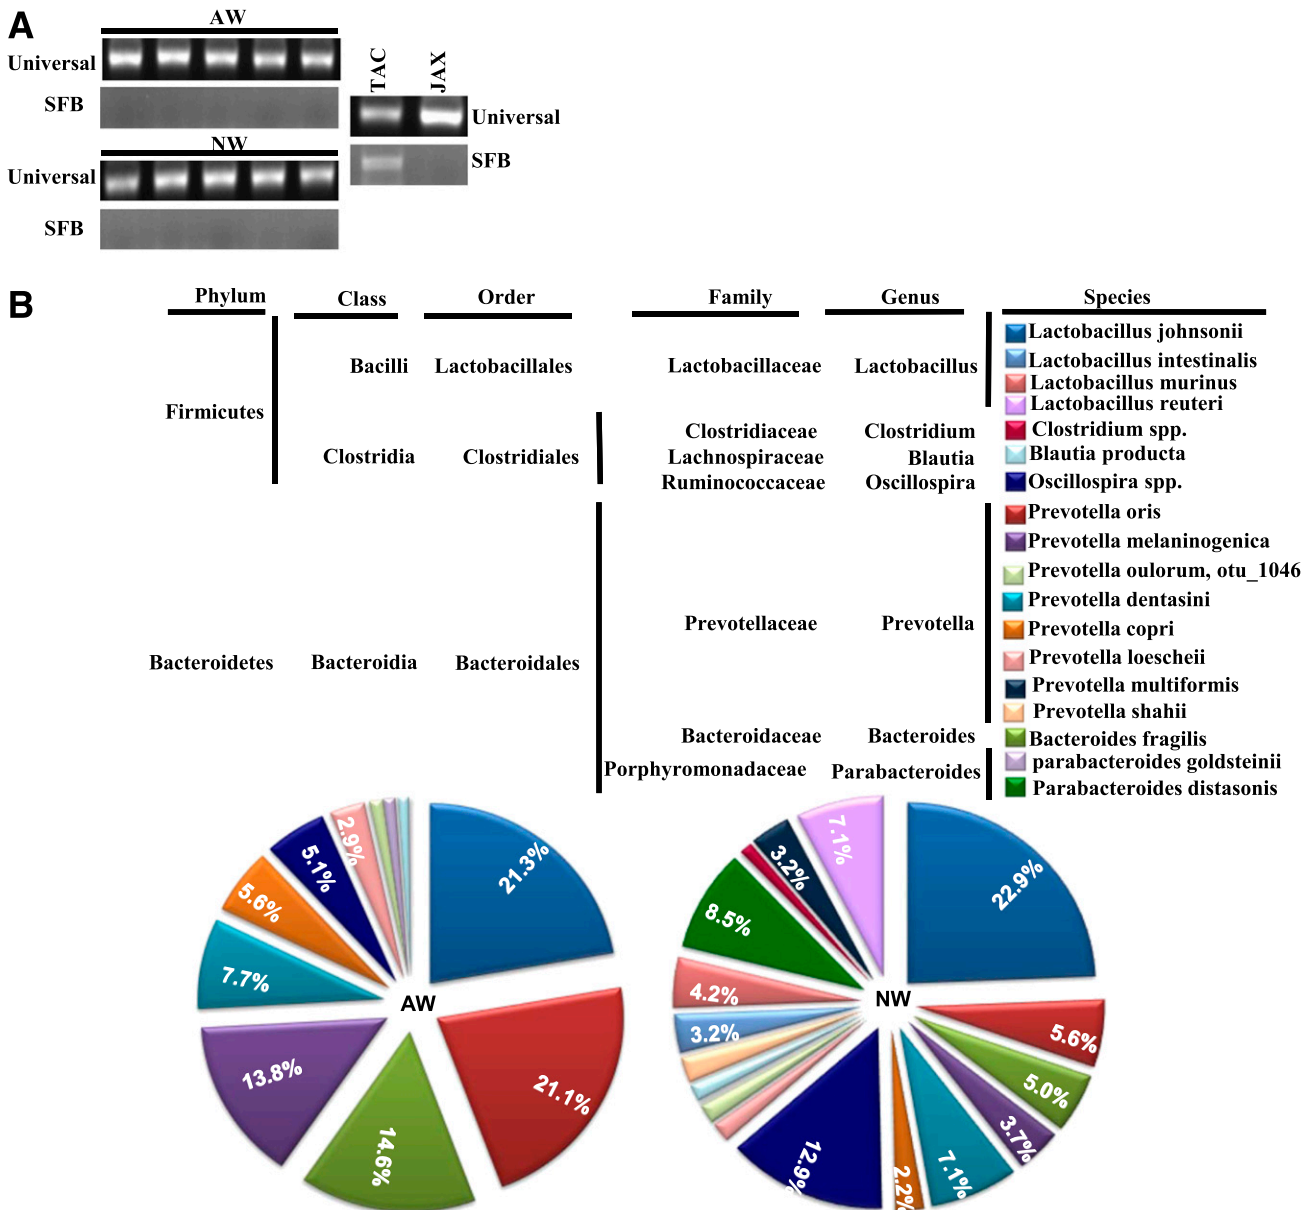 A
AW
Universal
SFB
NW
Universal
SFB
TAC
JAX
Universal
SFB
B
Phylum
Class
Order
Family
Genus
Species
Firmicutes
Bacilli
Lactobacillales
Lactobacillaceae
Lactobacillus
Lactobacillus johnsonii
Lactobacillus intestinalis
Lactobacillus murinus
Lactobacillus reuteri
Clostridia
Clostridiales
Clostridiaceae
Clostridium
Clostridium spp.
Lachnospiraceae
Blautia
Blautia producta
Ruminococcaceae
Oscillospira
Oscillospira spp.
Bacteroidetes
Bacteroidia
Bacteroidales
Prevotellaceae
Prevotella
Prevotella oris
Prevotella melaninogenica
Prevotella oulorum, otu_1046
Prevotella dentasini
Prevotella copri
Prevotella loescheii
Prevotella multiformis
Prevotella shahii
Bacteroidaceae
Bacteroides
Bacteroides fragilis
Porphyromonadaceae
Parabacteroides
parabacteroides goldsteinii
Parabacteroides distasonis
AW
21.3%
21.1%
14.6%
13.8%
7.7%
5.6%
5.1%
2.9%
NW
22.9%
5.6%
5.0%
3.7%
7.1%
2.2%
12.9%
3.2%
4.2%
8.5%
3.2%
7.1%